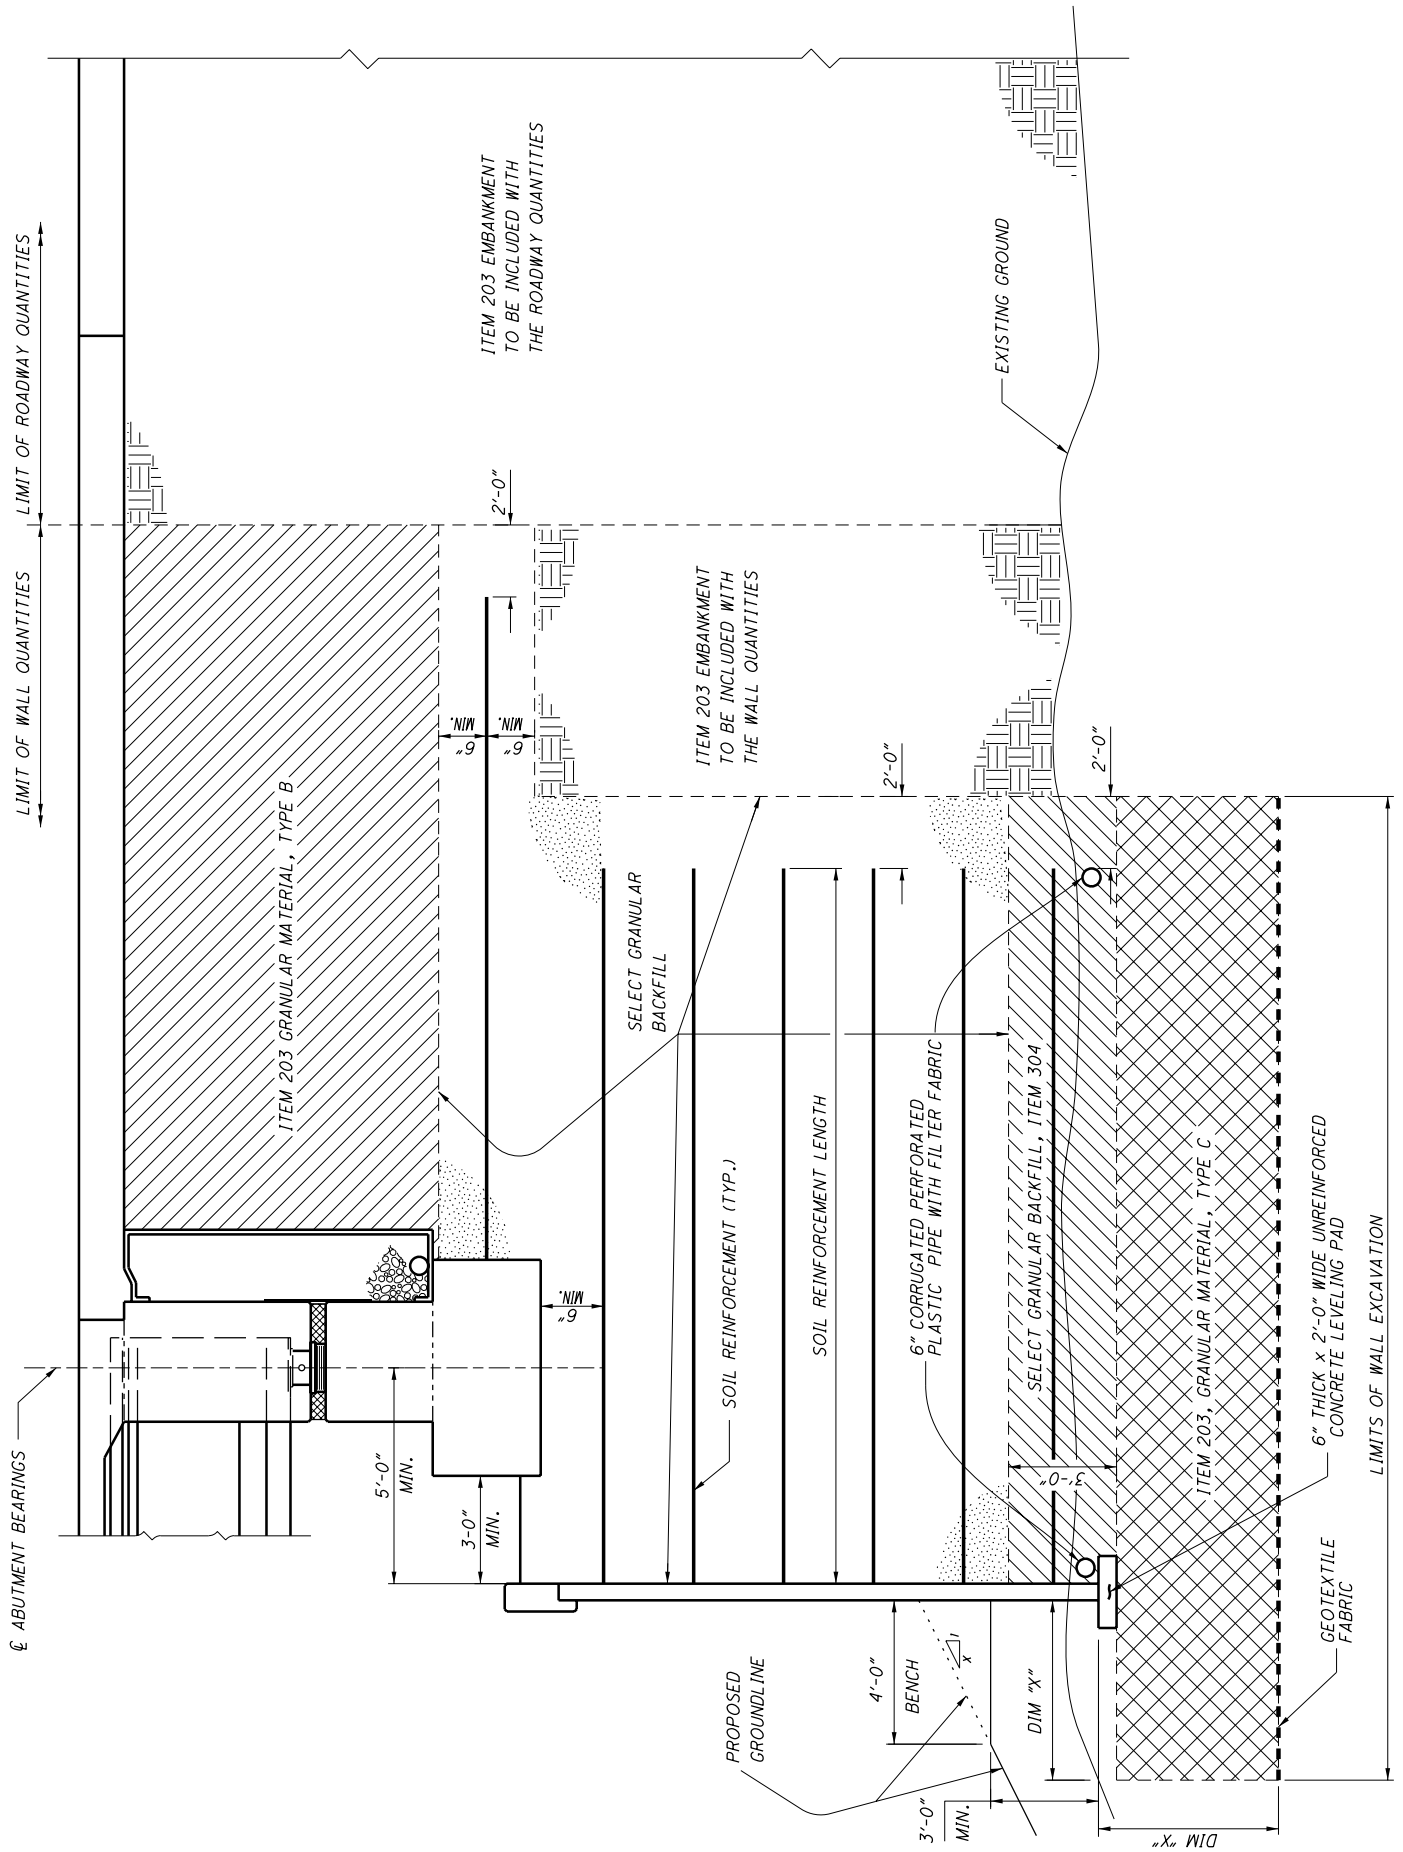 LIMIT OF WALL QUANTITIES
LIMIT OF ROADWAY QUANTITIES
℄ ABUTMENT BEARINGS
ITEM 203 GRANULAR MATERIAL, TYPE B
5'-0"
MIN.
3-0"
MIN.
6"
MIN.
6"
MIN.
6"
MIN.
2'-0"
ITEM 203 EMBANKMENT
TO BE INCLUDED WITH
THE ROADWAY QUANTITIES
SELECT GRANULAR
BACKFILL
ITEM 203 EMBANKMENT
TO BE INCLUDED WITH
THE WALL QUANTITIES
SOIL REINFORCEMENT (TYP.)
SOIL REINFORCEMENT LENGTH
2'-0"
PROPOSED
GROUNDLINE
4'-0"
BENCH
1
X
6" CORRUGATED PERFORATED
PLASTIC PIPE WITH FILTER FABRIC
EXISTING GROUND
3'-0"
MIN.
DIM "X"
SELECT GRANULAR BACKFILL, ITEM 304
3'-0"
2'-0"
DIM "X"
ITEM 203, GRANULAR MATERIAL, TYPE C
GEOTEXTILE
FABRIC
6" THICK x 2'-0" WIDE UNREINFORCED
CONCRETE LEVELING PAD
LIMITS OF WALL EXCAVATION